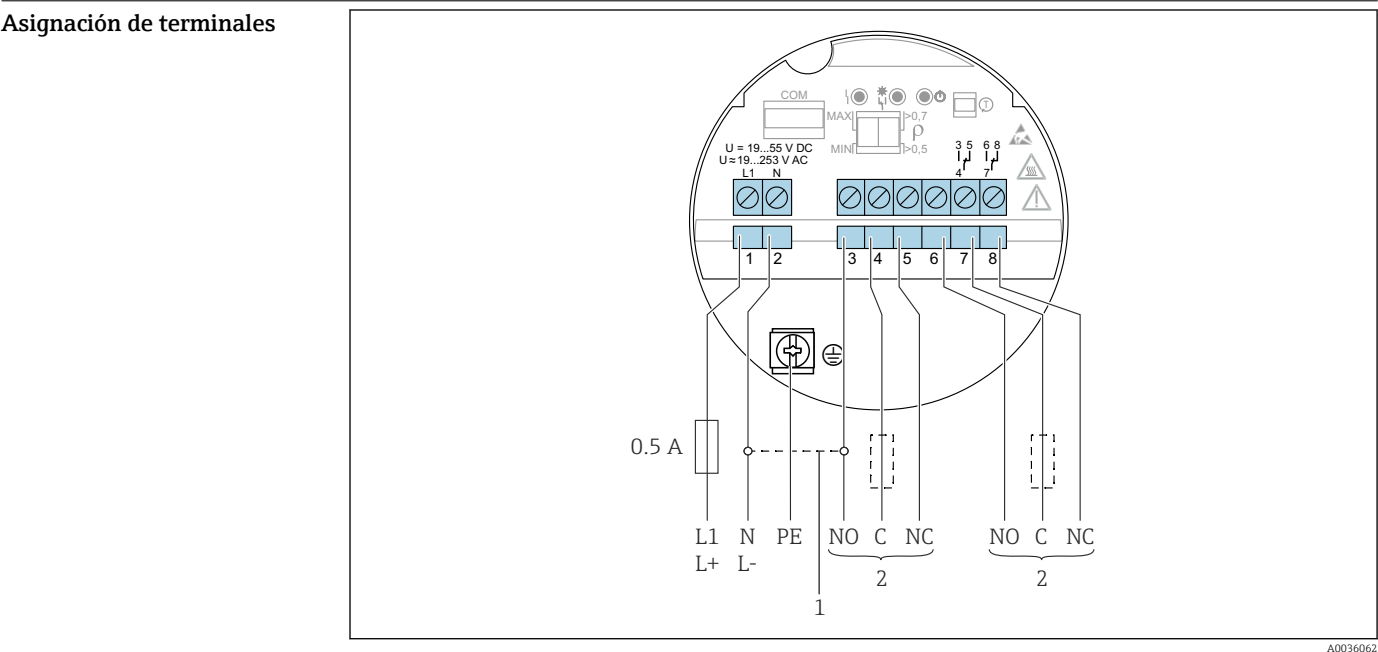 Asignación de terminales
COM
MAX
>0,7
ρ
MIN
>0,5
T
U = 19...55 V DC
U≂19...253 V AC
L1 N
3 5 6 8
4 7
1 2 3 4 5 6 7 8
0.5 A
L1 N PE NO C NC NO C NC
L+ L-
2 2
1
A0036062